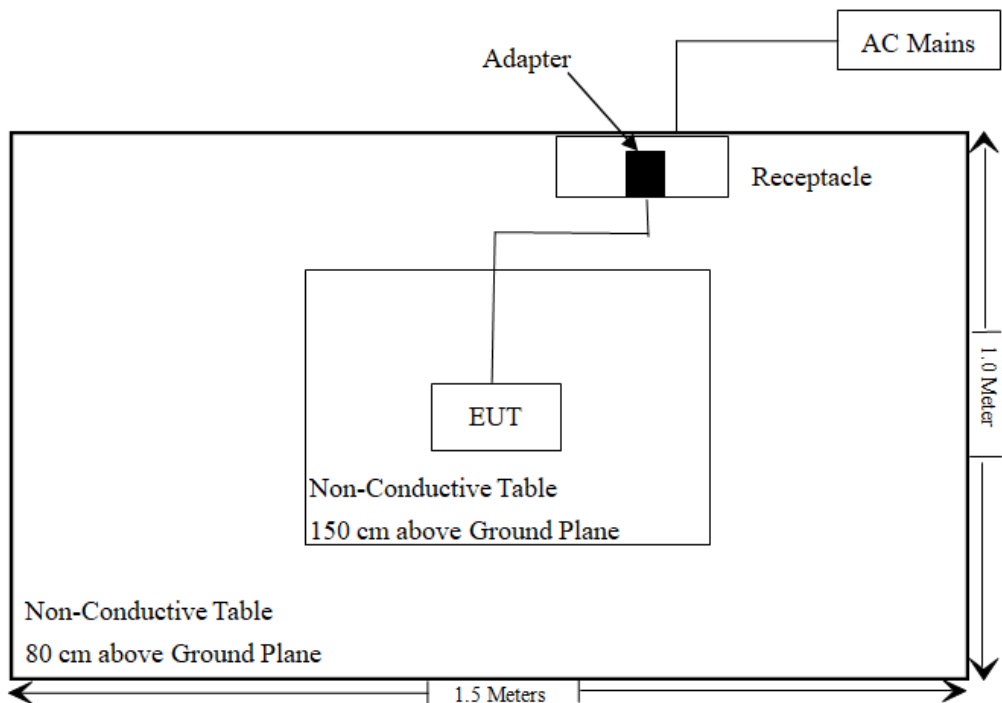 AC Mains
Adapter
Receptacle
1.0 Meter
EUT
Non-Conductive Table
150 cm above Ground Plane
Non-Conductive Table
80 cm above Ground Plane
1.5 Meters